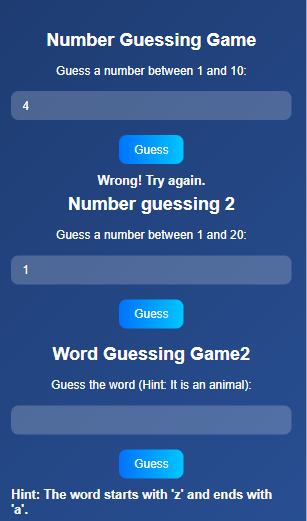 Number Guessing Game
Guess a number between 1 and 10:
4
Guess
Wrong! Try again.
Number guessing 2
Guess a number between 1 and 20:
1
Guess
Word Guessing Game2
Guess the word (Hint: It is an animal):
Guess
Hint: The word starts with 'z' and ends with
'a'.